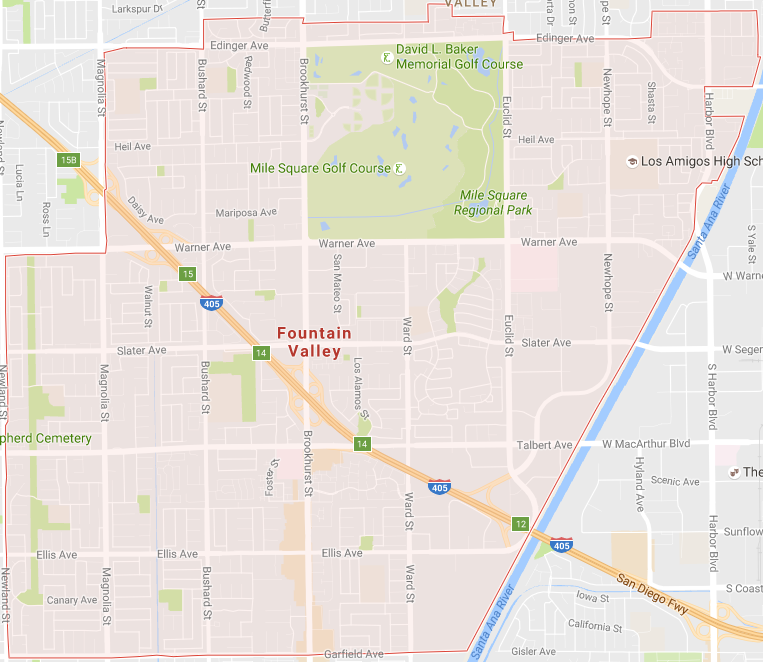 Larkspur Dr
VALLEY
Edinger Ave
Edinger Ave
David L. Baker
Memorial Golf Course
Magnolia St
Bushard St
Redwood St
Brookhurst St
Euclid St
Newhope St
Shasta St
Harbor Blvd
15B
Heil Ave
Heil Ave
Los Amigos High Sch
Mile Square Golf Course
Mile Square
Regional Park
Lucia Ln
Ross Ln
Daisy Ave
Mariposa Ave
Santa Ana River
S Yale St
Warner Ave
Warner Ave
Warner Ave
W Warne
15
405
Walnut St
San Mateo St
Newhope St
Fountain
Valley
Ward St
Euclid St
Slater Ave
14
Slater Ave
W Seger
Newland St
Magnolia St
Bushard St
Los Alamos St
S Harbor Blvd
pherd Cemetery
14
Talbert Ave
W MacArthur Blvd
Brookhurst St
Foster St
Hyland Ave
Scenic Ave
The
405
Ward St
12
Harbor Blvd
Sunflow
405
Ellis Ave
Ellis Ave
Ellis Ave
Newland St
Magnolia St
Bushard St
Ward St
San Diego Fwy
S Coast
Canary Ave
Iowa St
Santa Ana River
California St
Garfield Ave
Gisler Ave